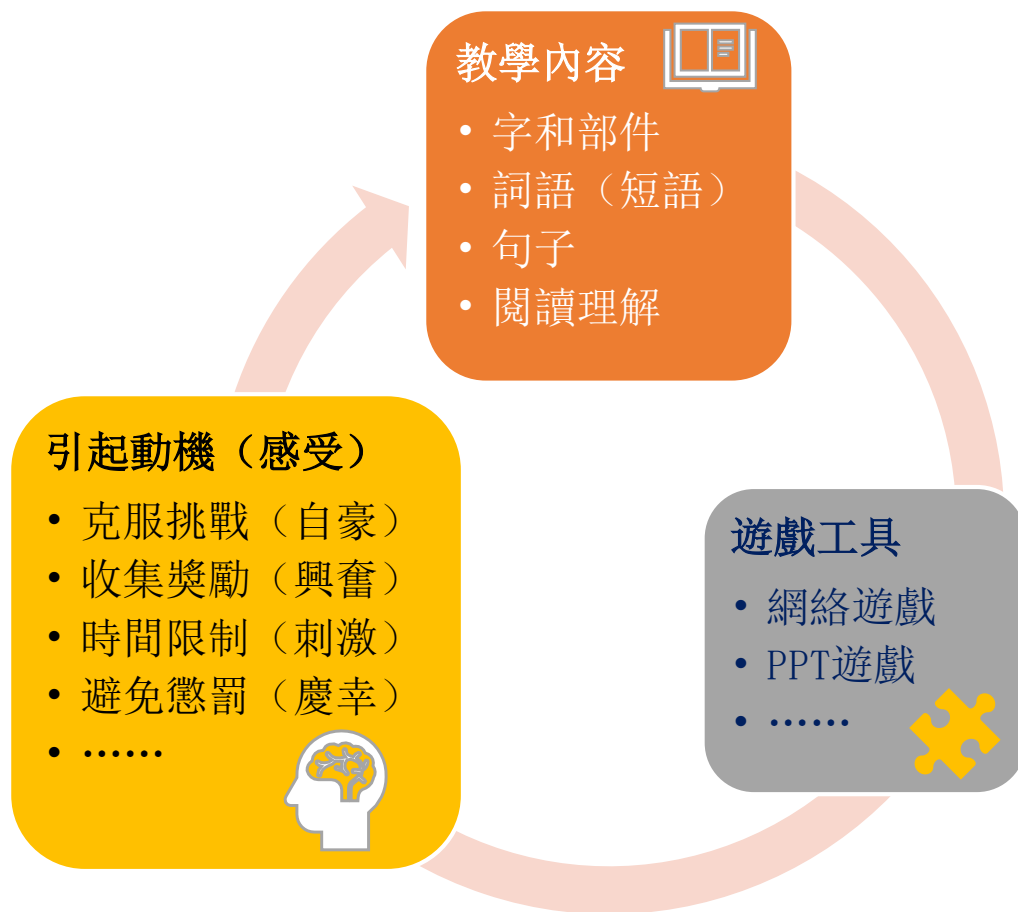 教學內容
• 字和部件
• 詞語（短語）
• 句子
• 閱讀理解
遊戲工具
• 網絡遊戲
• PPT遊戲
• ……
引起動機（感受）
• 克服挑戰（自豪）
• 收集獎勵（興奮）
• 時間限制（刺激）
• 避免懲罰（慶幸）
• ……